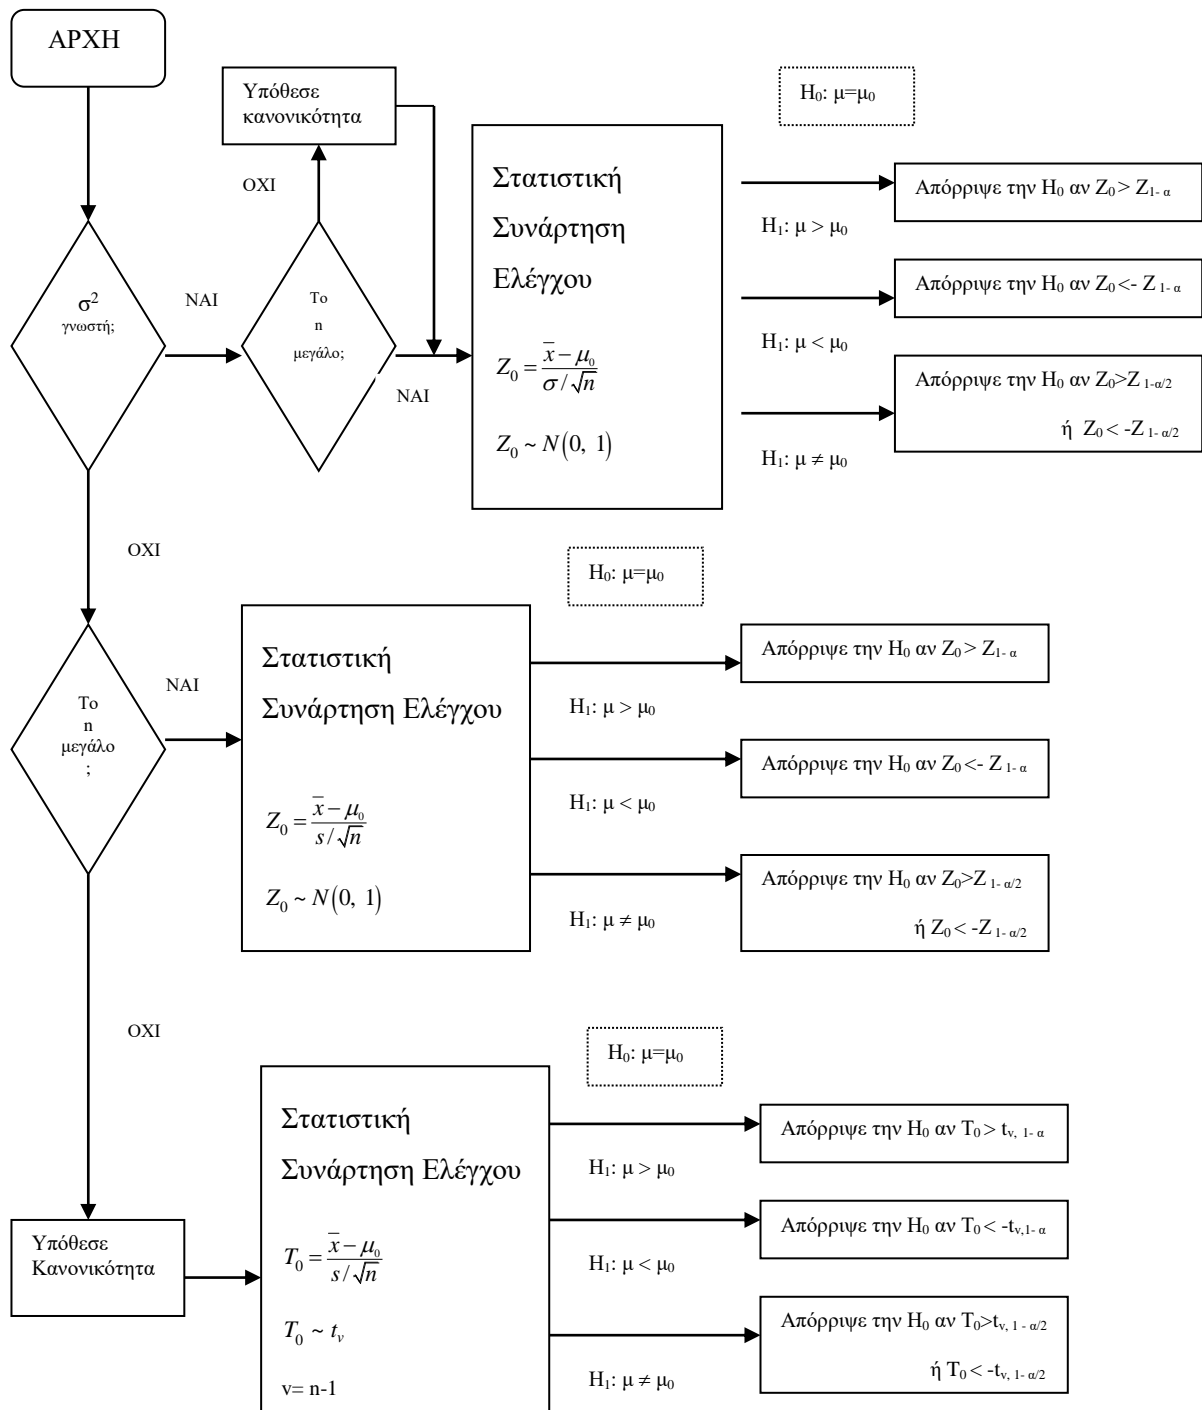 ΑΡΧΗ
Υπόθεσε
κανονικότητα
H₀: μ=μ₀
ΟΧΙ
Στατιστική
Συνάρτηση
Ελέγχου
Z₀ = (x̄ − μ₀) / (σ/√n)
Z₀ ~ N(0, 1)
Απόρριψε την H₀ αν Z₀ > Z₁₋ α
H₁: μ > μ₀
σ²
γνωστή;
ΝΑΙ
Το
n
μεγάλο;
ΝΑΙ
Απόρριψε την H₀ αν Z₀ <- Z ₁₋ α
H₁: μ < μ₀
Απόρριψε την H₀ αν Z₀>Z ₁₋α/₂
ή Z₀ < -Z ₁₋ α/₂
H₁: μ ≠ μ₀
ΟΧΙ
H₀: μ=μ₀
Το
n
μεγάλο
;
ΝΑΙ
Στατιστική
Συνάρτηση Ελέγχου
Z₀ = (x̄ − μ₀) / (s/√n)
Z₀ ~ N(0, 1)
Απόρριψε την H₀ αν Z₀ > Z₁₋ α
H₁: μ > μ₀
Απόρριψε την H₀ αν Z₀ <- Z ₁₋ α
H₁: μ < μ₀
Απόρριψε την H₀ αν Z₀>Z ₁₋ α/₂
ή Z₀ < -Z ₁₋ α/₂
H₁: μ ≠ μ₀
ΟΧΙ
H₀: μ=μ₀
Υπόθεσε
Κανονικότητα
Στατιστική
Συνάρτηση Ελέγχου
T₀ = (x̄ − μ₀) / (s/√n)
T₀ ~ tᵥ
v= n-1
Απόρριψε την H₀ αν T₀ > tᵥ, ₁₋ α
H₁: μ > μ₀
Απόρριψε την H₀ αν T₀ < -tᵥ,₁₋ α
H₁: μ < μ₀
Απόρριψε την H₀ αν T₀>tᵥ, ₁ ₋ α/₂
ή T₀ < -tᵥ, ₁₋ α/₂
H₁: μ ≠ μ₀